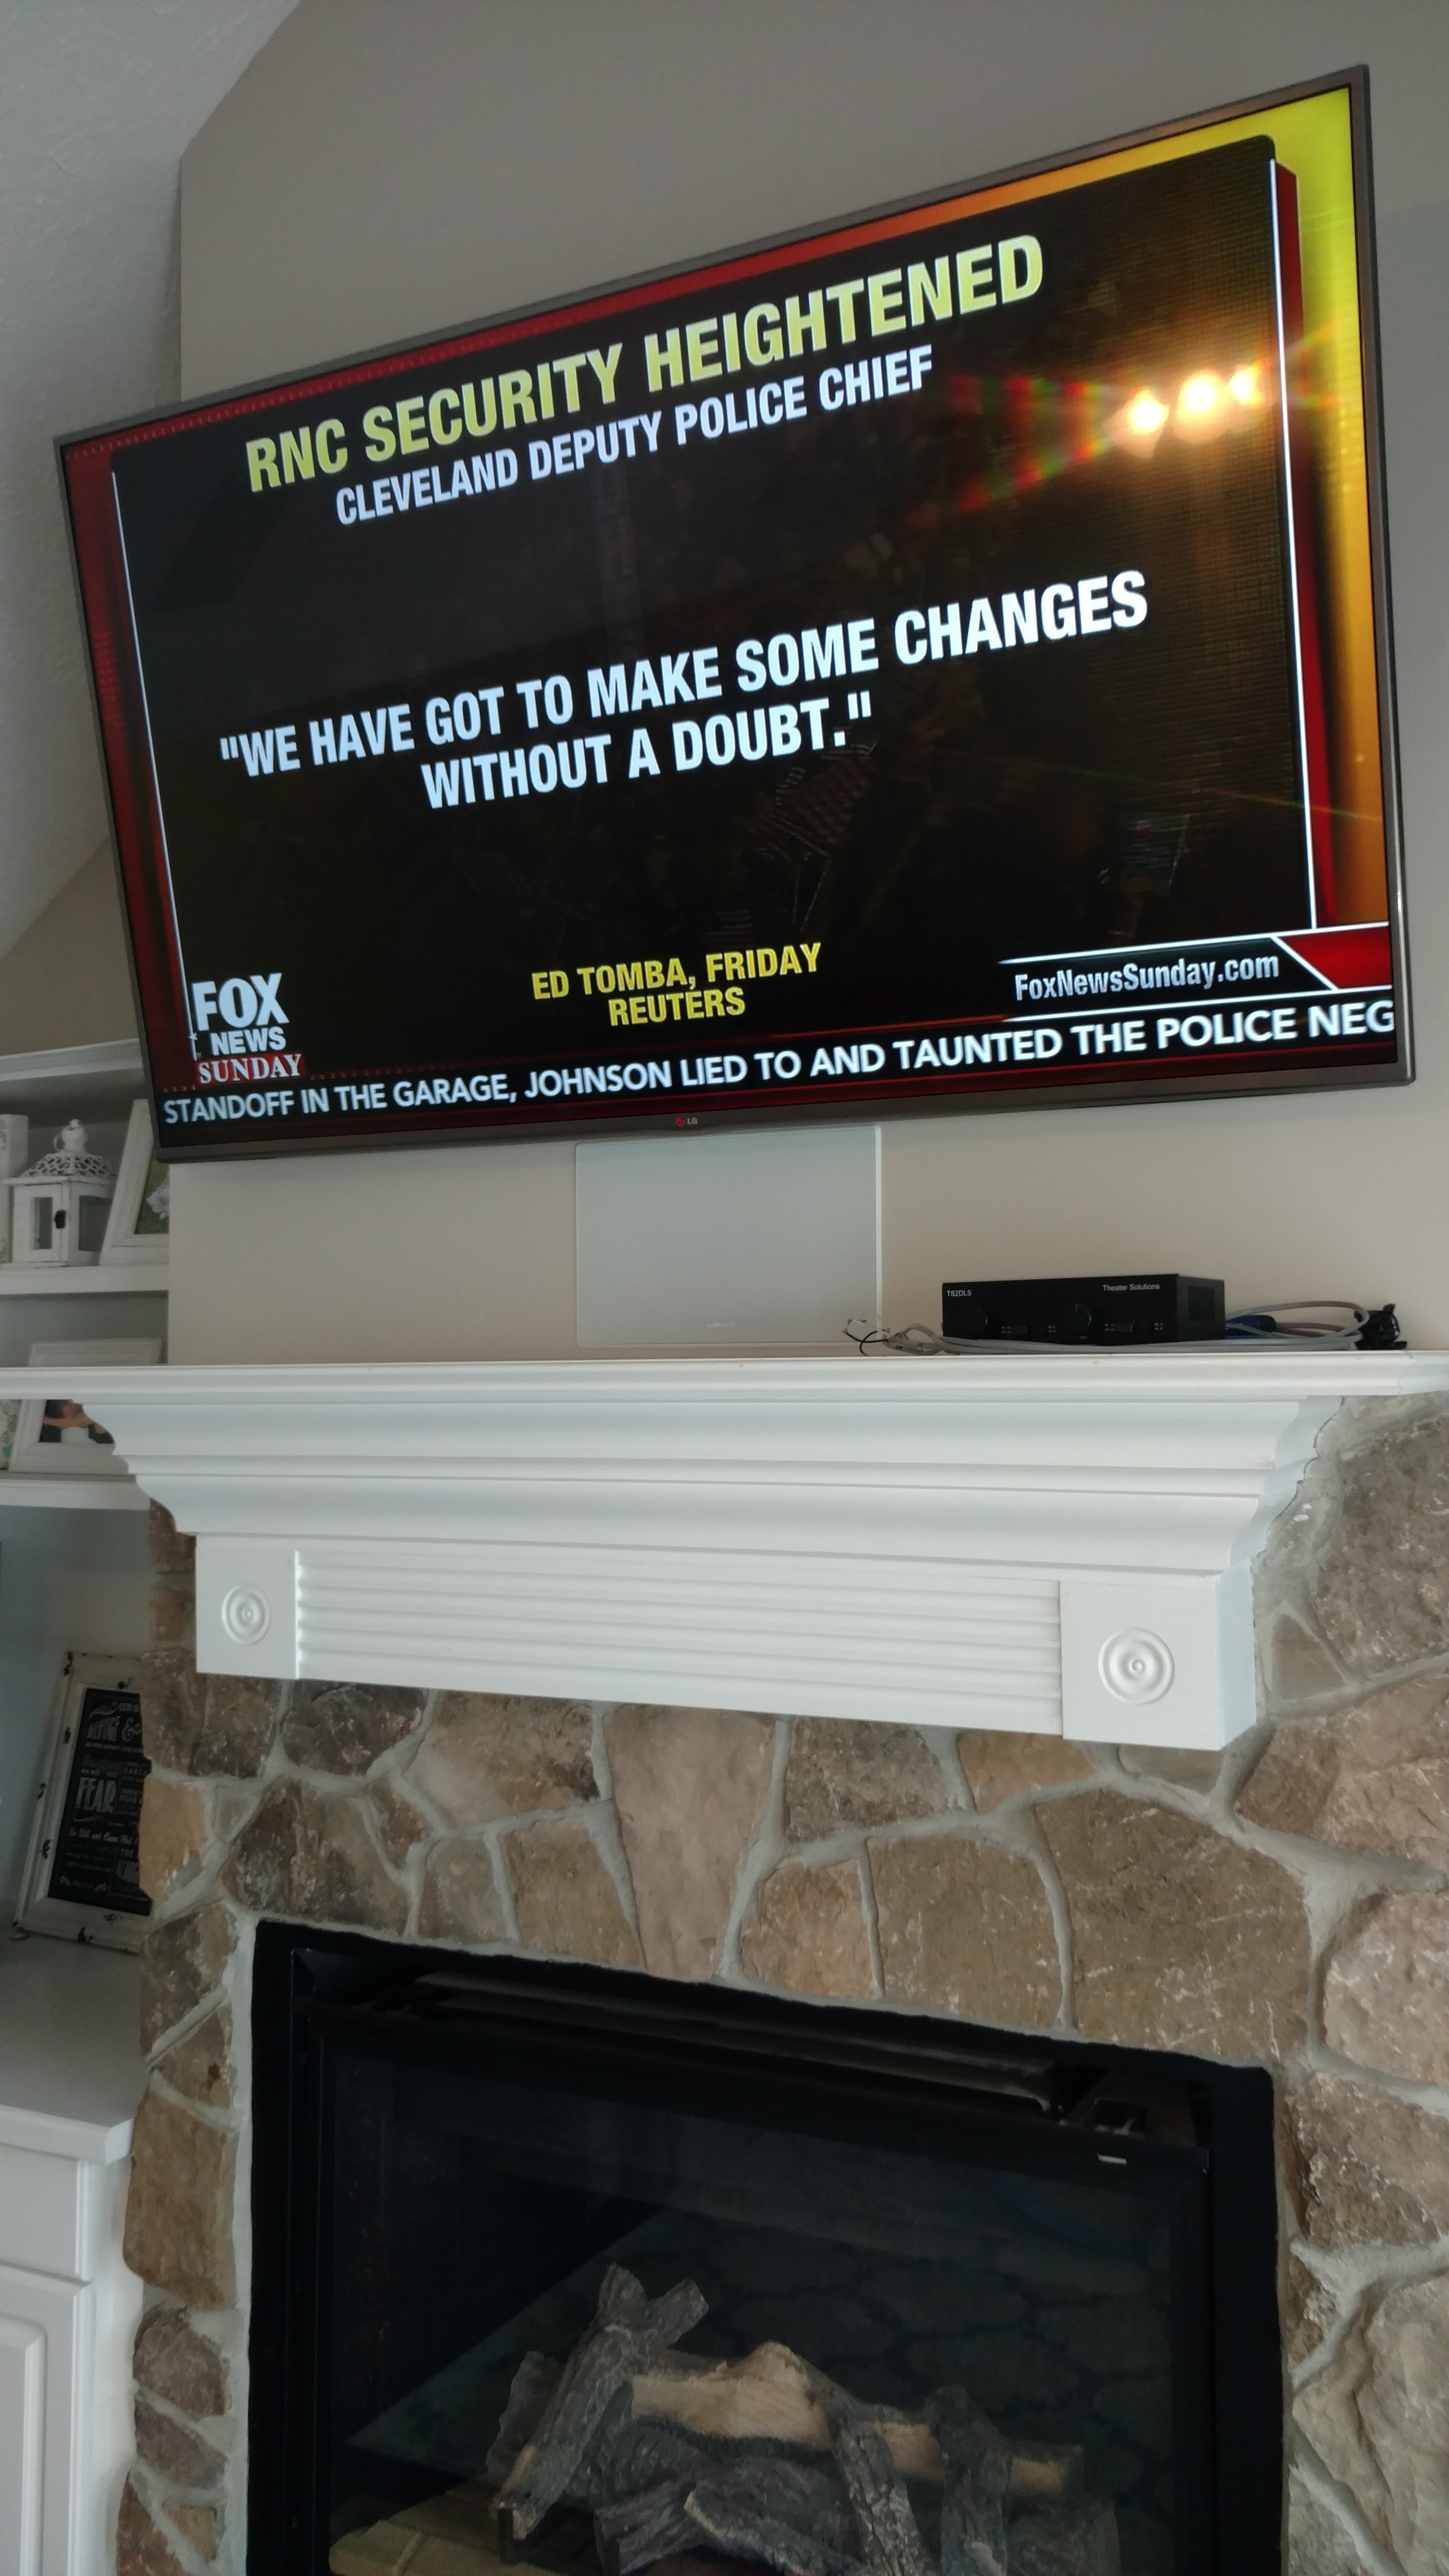 RNC SECURITY HEIGHTENED
CLEVELAND DEPUTY POLICE CHIEF
"WE HAVE GOT TO MAKE SOME CHANGES
WITHOUT A DOUBT."
ED TOMBA, FRIDAY
REUTERS
FOX
NEWS
SUNDAY
FoxNewsSunday.com
STANDOFF IN THE GARAGE, JOHNSON LIED TO AND TAUNTED THE POLICE NEG
LG
TS2DLS
Theater Solutions
REFUGE &
FEAR